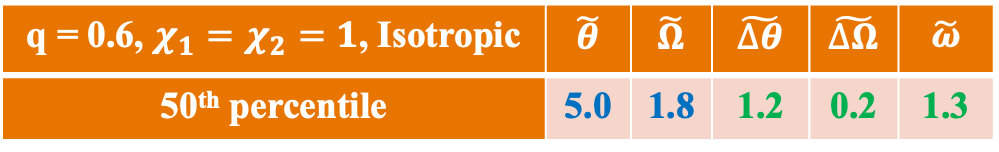 q = 0.6, χ₁ = χ₂ = 1, Isotropic θ̃ Ω̃ Δθ̃ ΔΩ̃ ω̃
50th percentile 5.0 1.8 1.2 0.2 1.3